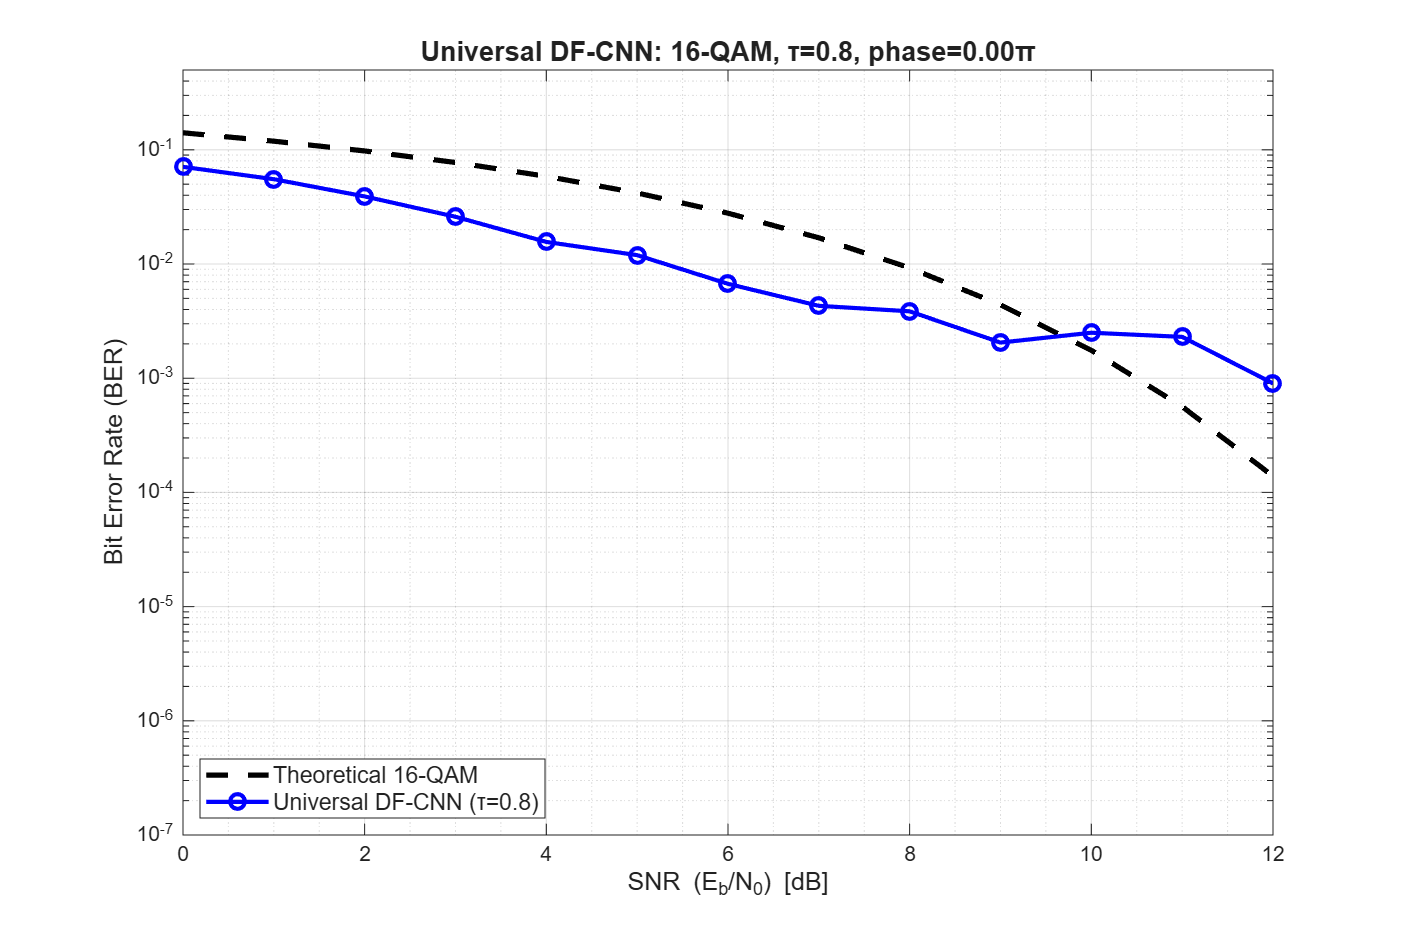 Universal DF-CNN: 16-QAM, τ=0.8, phase=0.00π
Bit Error Rate (BER)
10-1
10-2
10-3
10-4
10-5
10-6
10-7
Theoretical 16-QAM
Universal DF-CNN (τ=0.8)
0 2 4 6 8 10 12
SNR (Eb/N0) [dB]